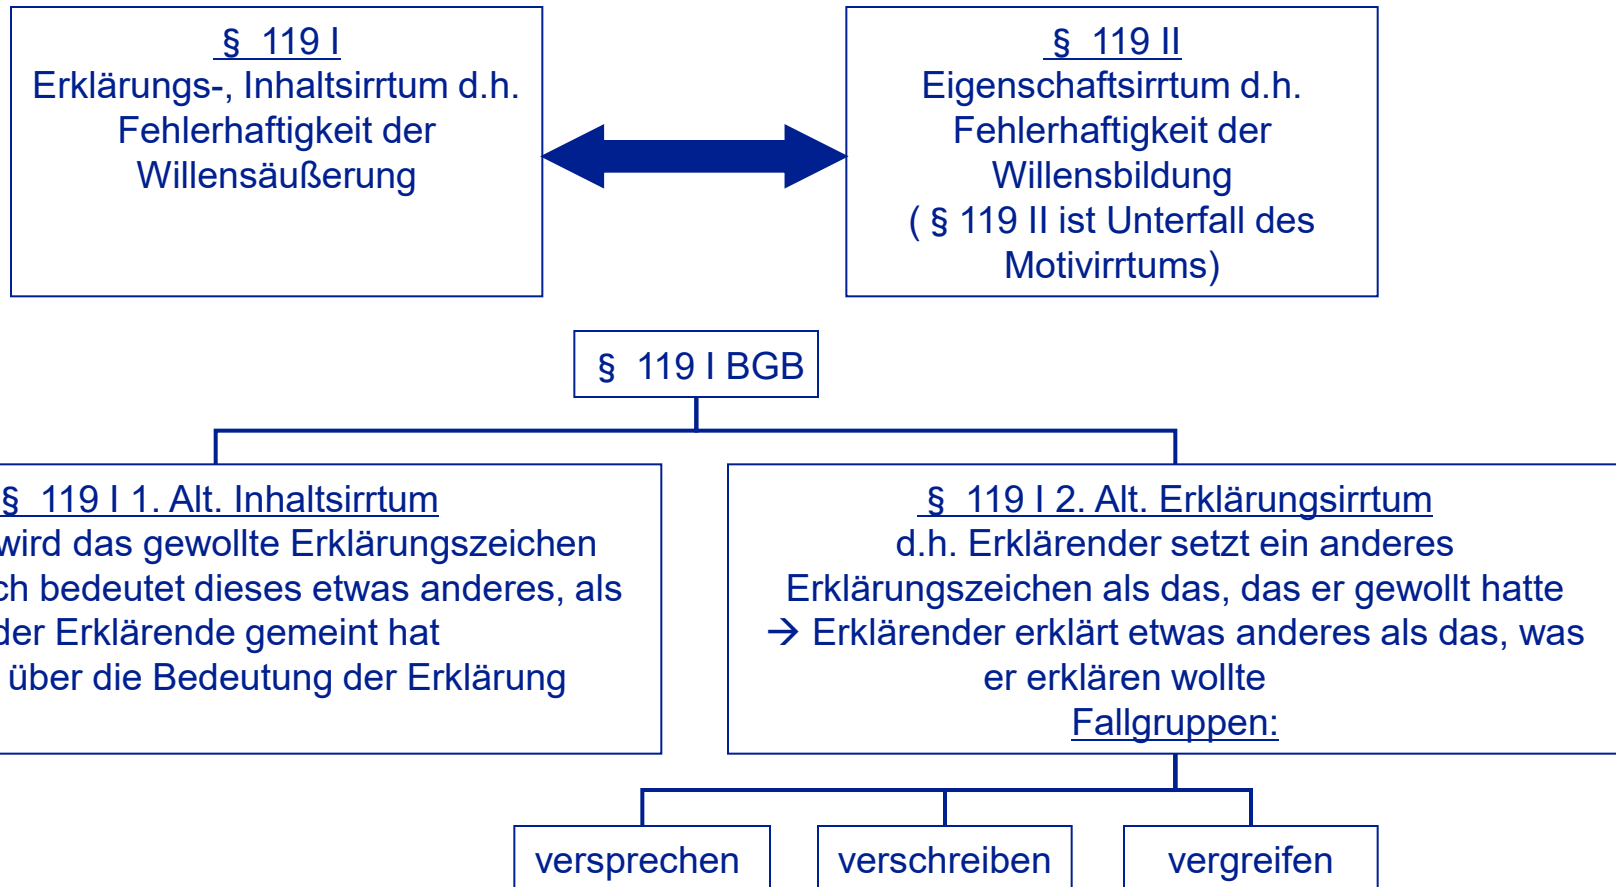 § 119 I
Erklärungs-, Inhaltsirrtum d.h.
Fehlerhaftigkeit der
Willensäußerung
§ 119 II
Eigenschaftsirrtum d.h.
Fehlerhaftigkeit der
Willensbildung
( § 119 II ist Unterfall des
Motivirrtums)
§ 119 I BGB
§ 119 I 1. Alt. Inhaltsirrtum
wird das gewollte Erklärungszeichen
bedeutet dieses etwas anderes, als
der Erklärende gemeint hat
über die Bedeutung der Erklärung
§ 119 I 2. Alt. Erklärungsirrtum
d.h. Erklärender setzt ein anderes
Erklärungszeichen als das, das er gewollt hatte
→ Erklärender erklärt etwas anderes als das, was
er erklären wollte
Fallgruppen:
versprechen
verschreiben
vergreifen